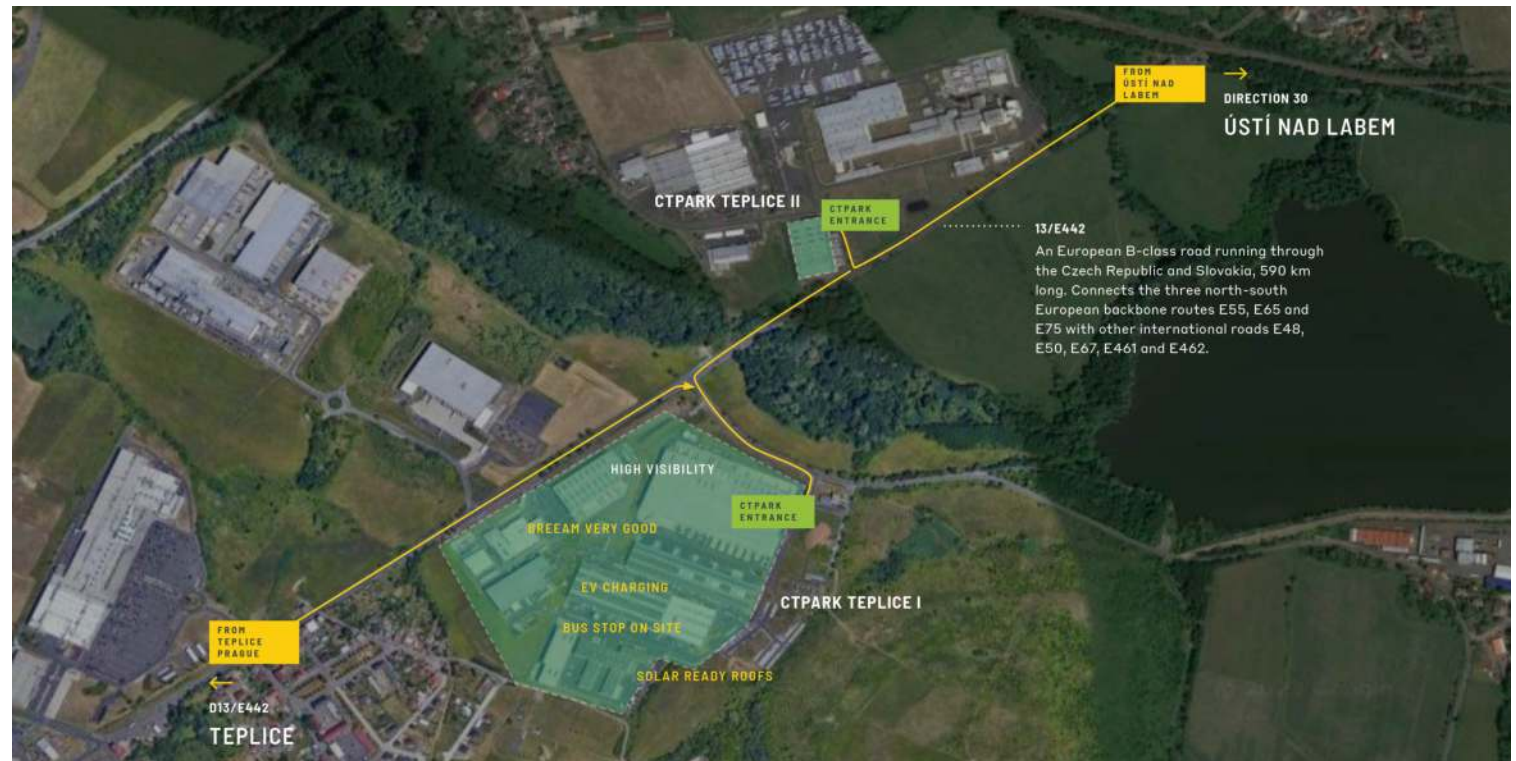 FROM
ÚSTÍ NAD
LABEM
DIRECTION 30
ÚSTÍ NAD LABEM
CTPARK TEPLICE II
CTPARK
ENTRANCE
13/E442
An European B-class road running through
the Czech Republic and Slovakia, 590 km
long. Connects the three north-south
European backbone routes E55, E65 and
E75 with other international roads E48,
E50, E67, E461 and E462.
HIGH VISIBILITY
CTPARK
ENTRANCE
BREEAM VERY GOOD
EV CHARGING
CTPARK TEPLICE I
BUS STOP ON SITE
SOLAR READY ROOFS
FROM
TEPLICE
PRAGUE
D13/E442
TEPLICE